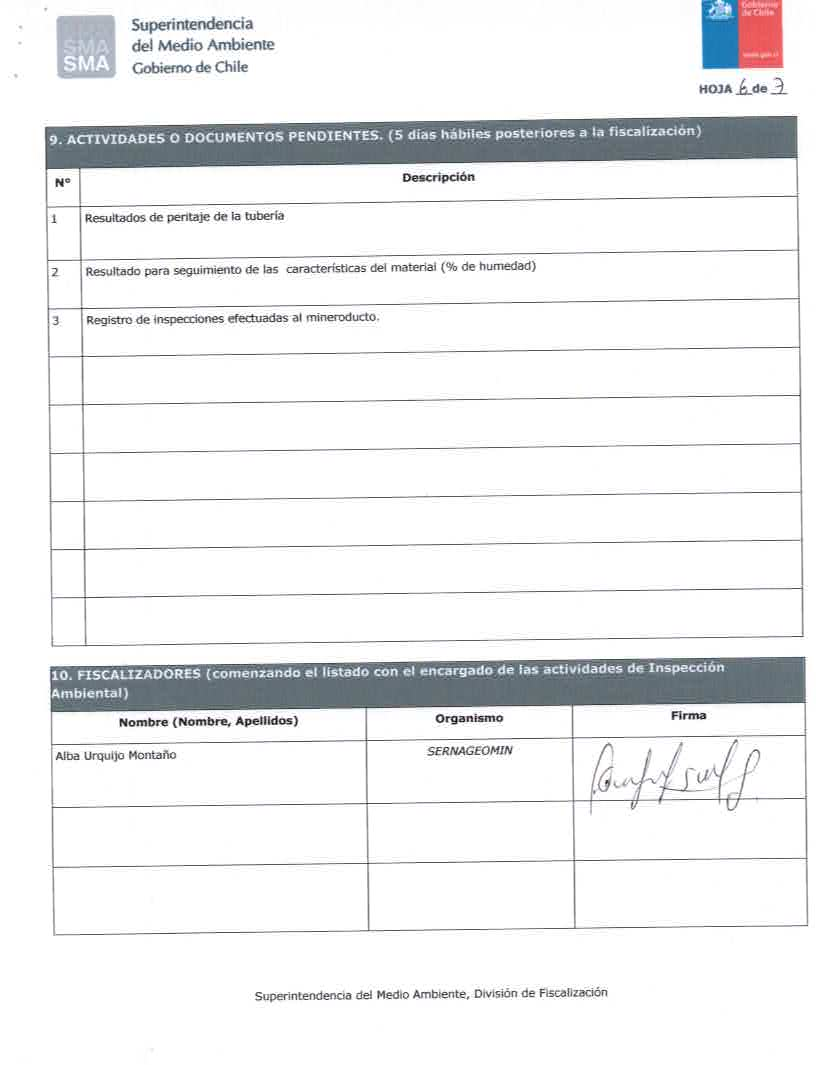 Superintendencia
del Medio Ambiente
Gobierno de Chile
SMA
SMA
Gobierno
de Chile
HOJA 6 de 7
9. ACTIVIDADES O DOCUMENTOS PENDIENTES. (5 días hábiles posteriores a la fiscalización)
Nº Descripción
1 Resultados de peritaje de la tubería
2 Resultado para seguimiento de las características del material (% de humedad)
3 Registro de inspecciones efectuadas al mineroducto.
10. FISCALIZADORES (comenzando el listado con el encargado de las actividades de Inspección
Ambiental)
Nombre (Nombre, Apellidos) Organismo Firma
Alba Urquijo Montaño SERNAGEOMIN
Superintendencia del Medio Ambiente, División de Fiscalización